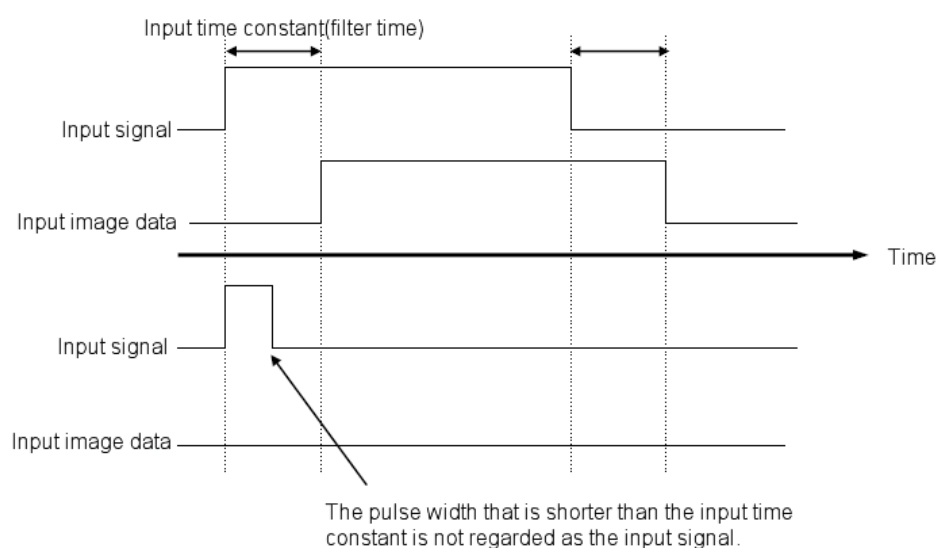 Input time constant(filter time)
Input signal
Input image data
Time
Input signal
Input image data
The pulse width that is shorter than the input time
constant is not regarded as the input signal.